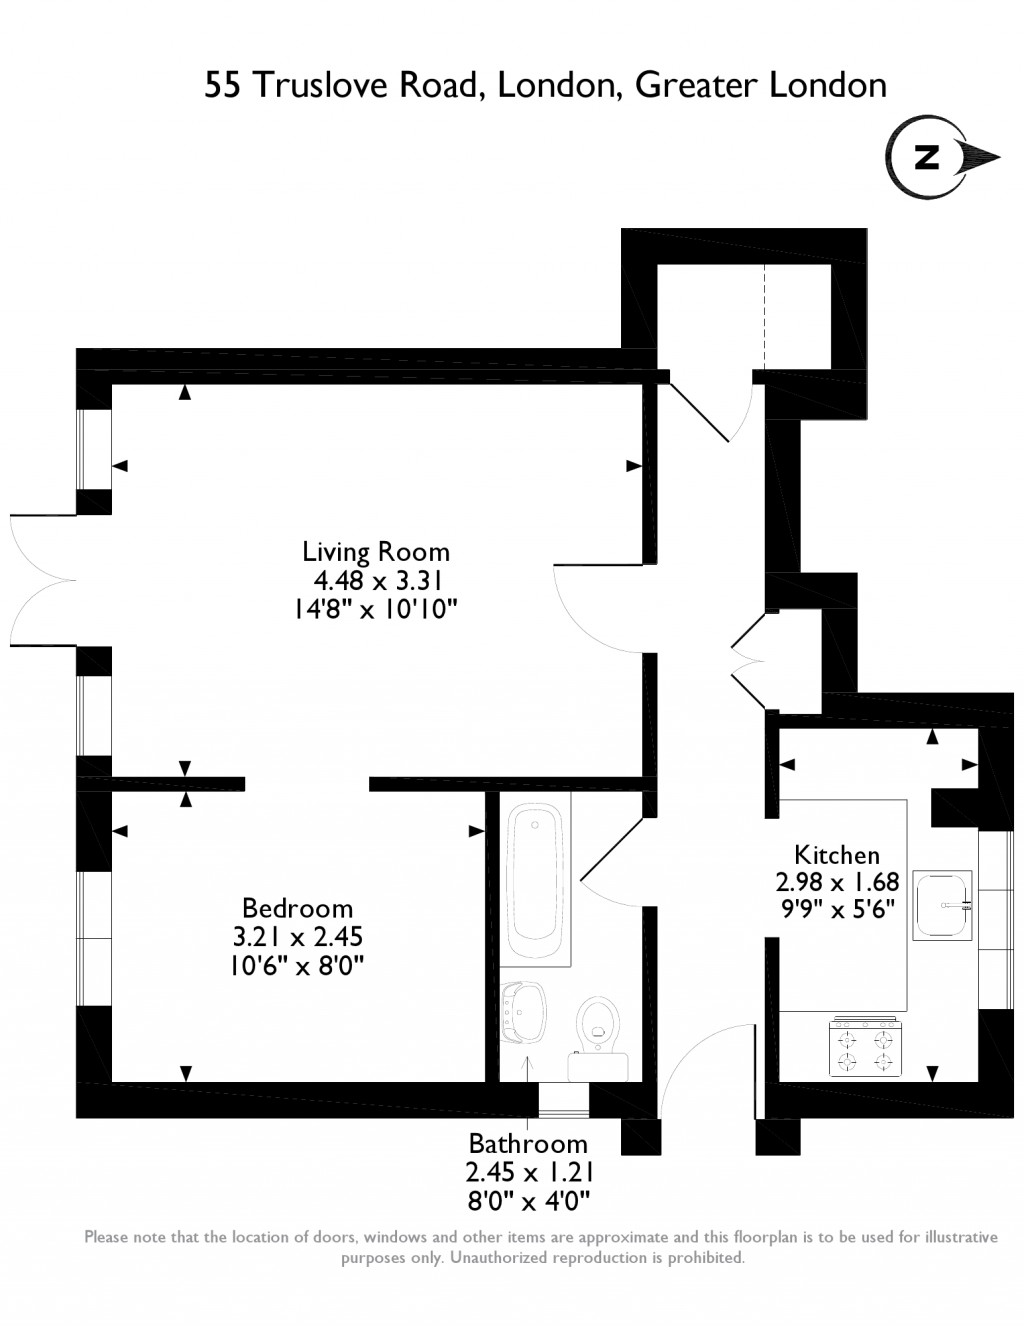 55 Truslove Road, London, Greater London
N
Living Room
4.48 x 3.31
14'8" x 10'10"
Kitchen
2.98 x 1.68
9'9" x 5'6"
Bedroom
3.21 x 2.45
10'6" x 8'0"
Bathroom
2.45 x 1.21
8'0" x 4'0"
Please note that the location of doors, windows and other items are approximate and this floorplan is to be used for illustrative
purposes only. Unauthorized reproduction is prohibited.